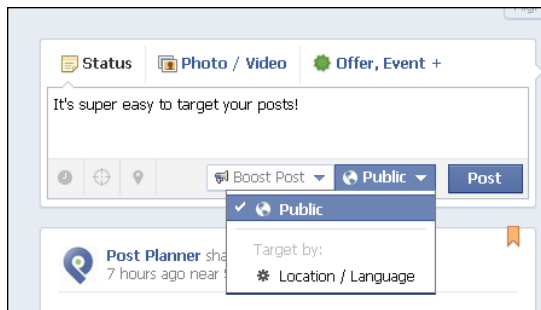 Status Photo / Video Offer, Event +
It's super easy to target your posts!
Boost Post Public Post
Public
Target by:
Location / Language
Post Planner sha
7 hours ago near